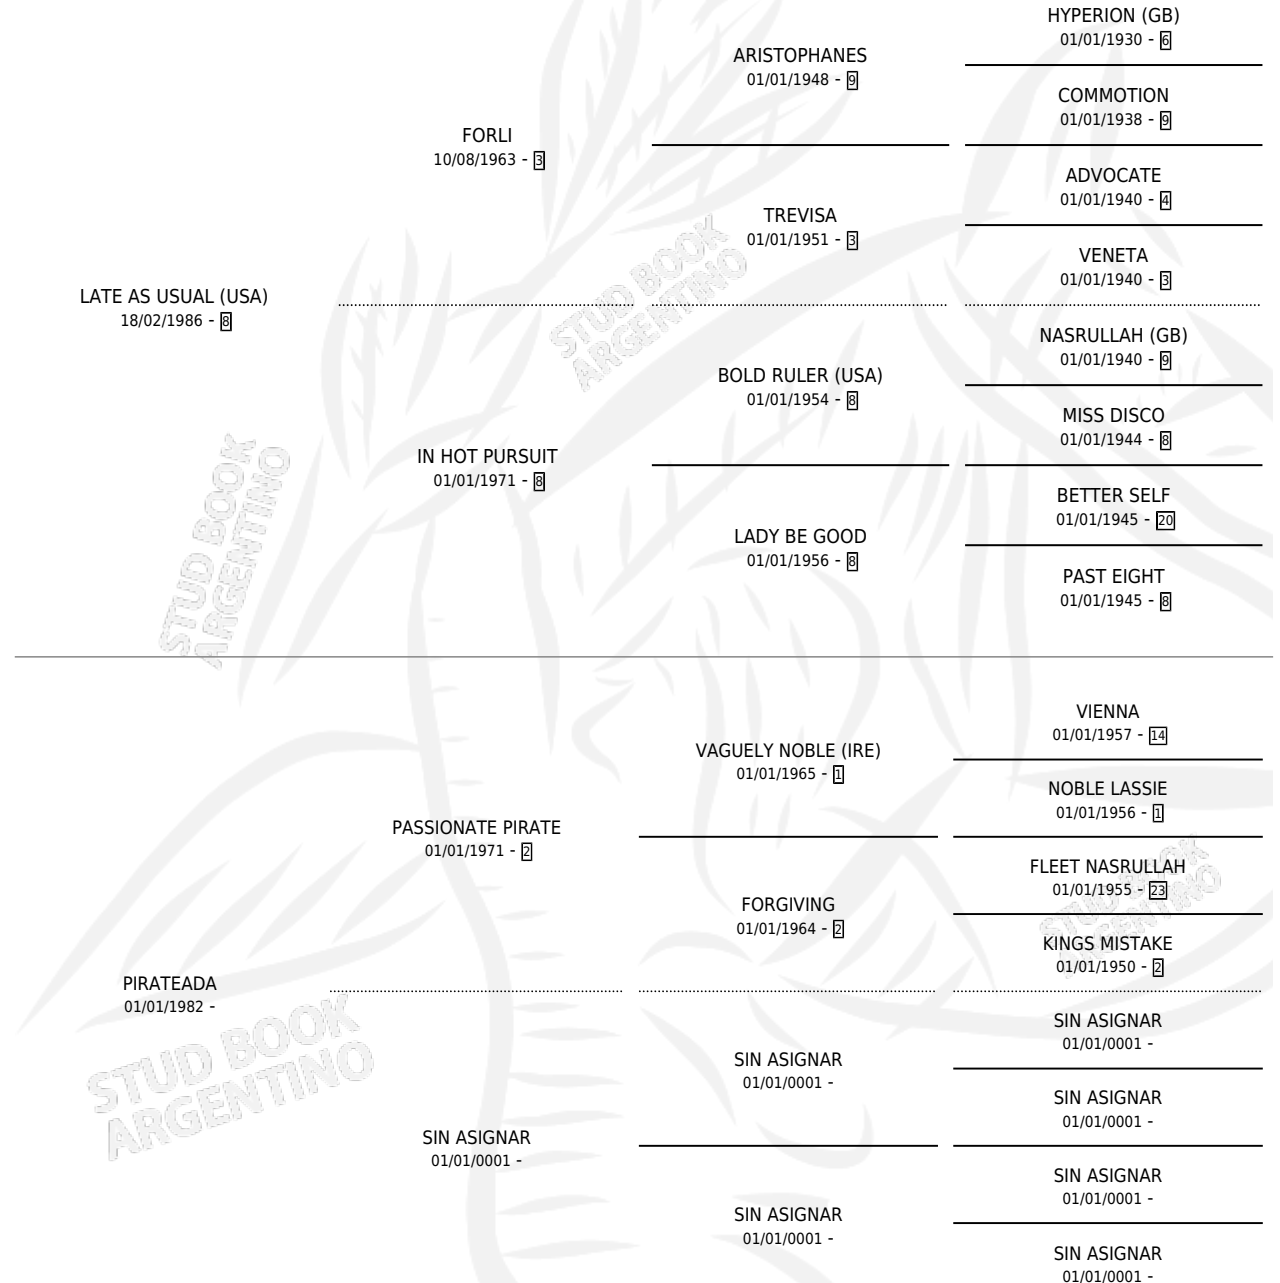 HYPERION (GB)
01/01/1930 - 6
ARISTOPHANES
01/01/1948 - 9
COMMOTION
01/01/1938 - 9
FORLI
10/08/1963 - 3
ADVOCATE
01/01/1940 - 4
TREVISA
01/01/1951 - 3
VENETA
01/01/1940 - 3
LATE AS USUAL (USA)
18/02/1986 - 8
NASRULLAH (GB)
01/01/1940 - 9
BOLD RULER (USA)
01/01/1954 - 8
MISS DISCO
01/01/1944 - 8
IN HOT PURSUIT
01/01/1971 - 8
BETTER SELF
01/01/1945 - 20
LADY BE GOOD
01/01/1956 - 8
PAST EIGHT
01/01/1945 - 8
STUD BOOK
ARGENTINO
STUD BOOK
ARGENTINO
VIENNA
01/01/1957 - 14
VAGUELY NOBLE (IRE)
01/01/1965 - 1
NOBLE LASSIE
01/01/1956 - 1
PASSIONATE PIRATE
01/01/1971 - 2
FLEET NASRULLAH
01/01/1955 - 23
FORGIVING
01/01/1964 - 2
KINGS MISTAKE
01/01/1950 - 2
STUD BOOK
ARGENTINO
PIRATEADA
01/01/1982 -
SIN ASIGNAR
01/01/0001 -
SIN ASIGNAR
01/01/0001 -
SIN ASIGNAR
01/01/0001 -
SIN ASIGNAR
01/01/0001 -
SIN ASIGNAR
01/01/0001 -
SIN ASIGNAR
01/01/0001 -
SIN ASIGNAR
01/01/0001 -
STUD BOOK
ARGENTINO